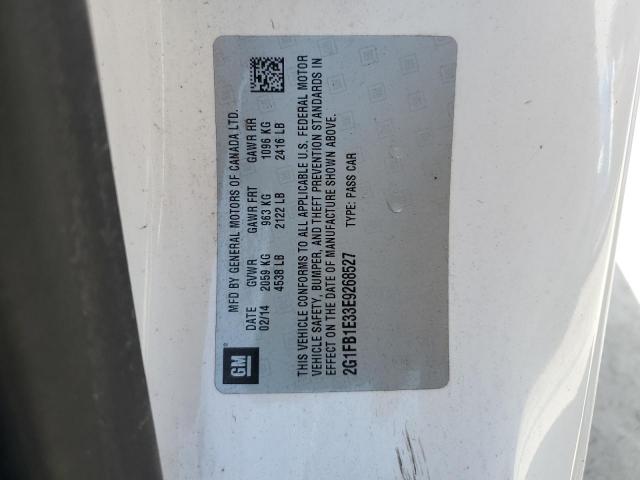 GM
MFD BY GENERAL MOTORS OF CANADA LTD.
DATE GVWR GAWR FRT GAWR RR
02/14 2059 KG 963 KG 1096 KG
4538 LB 2122 LB 2416 LB
THIS VEHICLE CONFORMS TO ALL APPLICABLE U.S. FEDERAL MOTOR
VEHICLE SAFETY, BUMPER, AND THEFT PREVENTION STANDARDS IN
EFFECT ON THE DATE OF MANUFACTURE SHOWN ABOVE.
2G1FB1E33E9268527 TYPE: PASS CAR